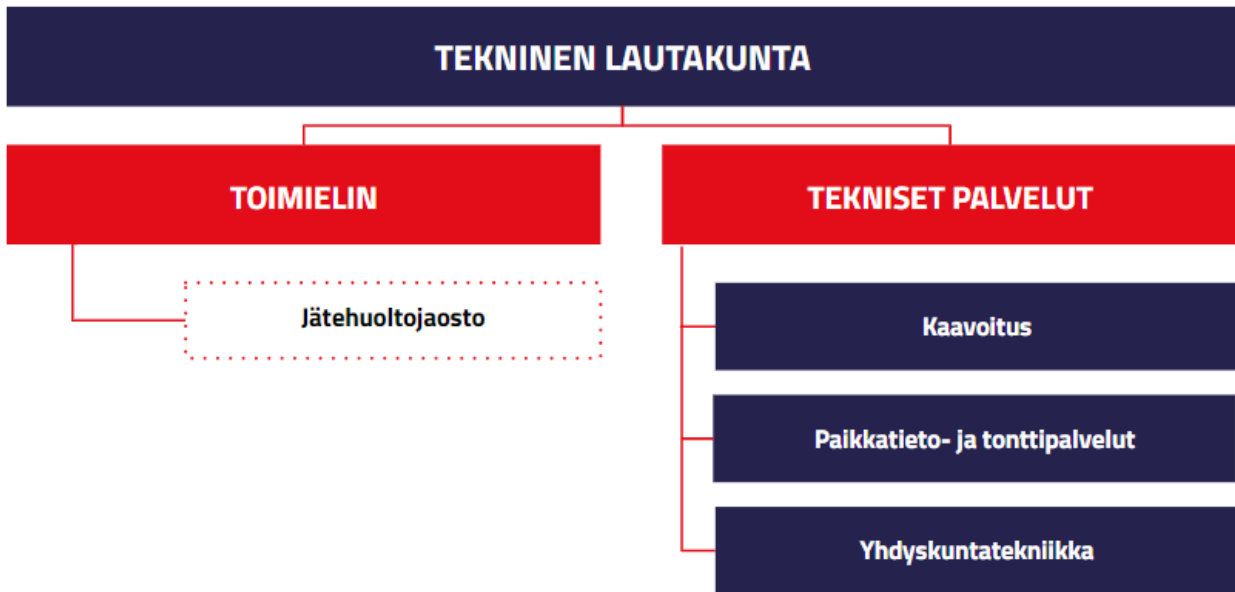 TEKNINEN LAUTAKUNTA
TOIMIELIN
Jätehuoltojaosto
TEKNISET PALVELUT
Kaavoitus
Paikkatieto- ja tonttipalvelut
Yhdyskuntatekniikka